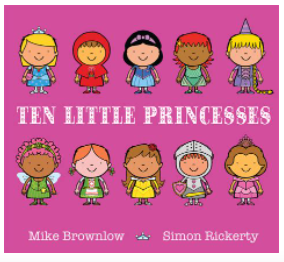 TEN LITTLE PRINCESSES
Mike Brownlow Simon Rickerty